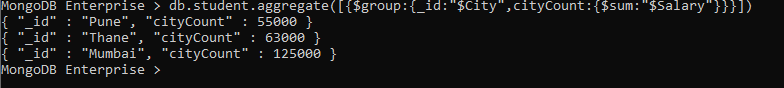 MongoDB Enterprise > db.student.aggregate([{$group:{_id:"$City",cityCount:{$sum:"$Salary"}}}])
{ "_id" : "Pune", "cityCount" : 55000 }
{ "_id" : "Thane", "cityCount" : 63000 }
{ "_id" : "Mumbai", "cityCount" : 125000 }
MongoDB Enterprise >